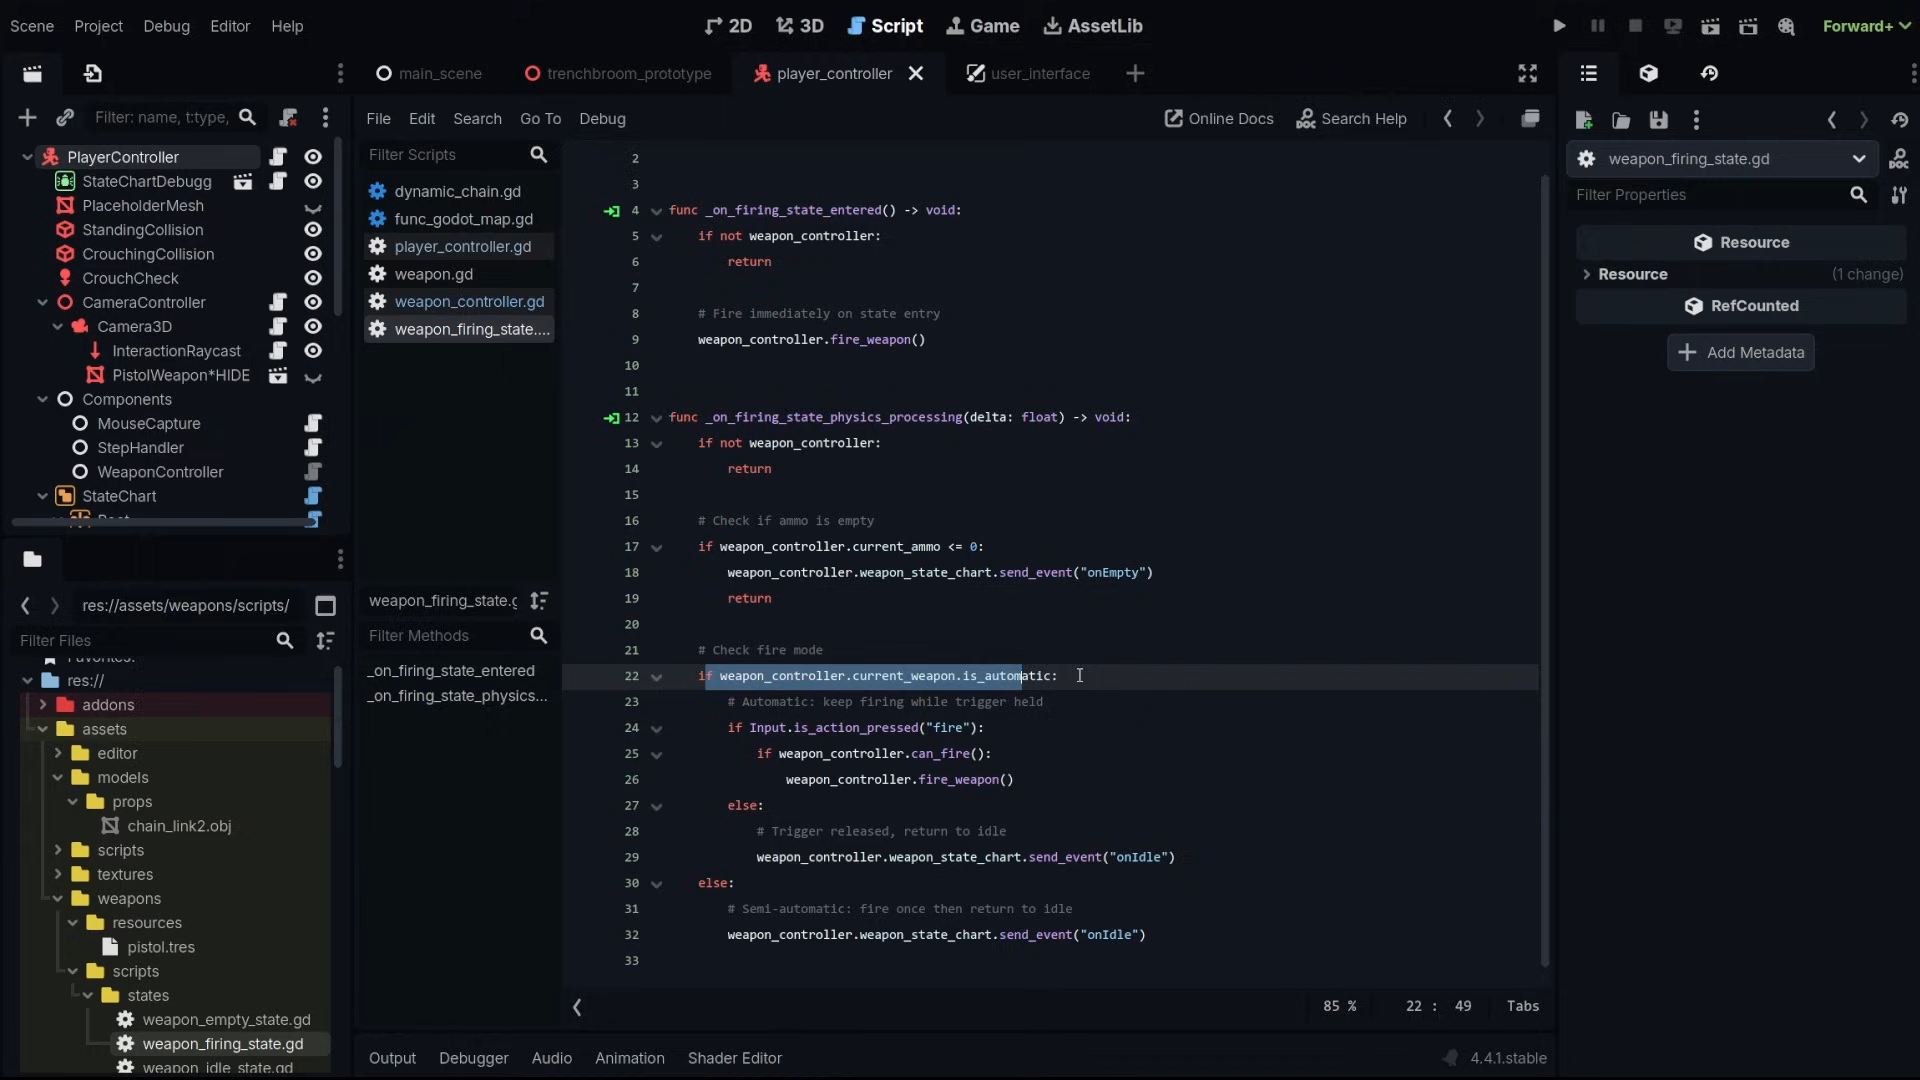 Scene Project Debug Editor Help
2D 3D Script Game AssetLib
Forward+
main_scene trenchbroom_prototype player_controller user_interface
Filter: name, t:type,
PlayerController
StateChartDebugg
PlaceholderMesh
StandingCollision
CrouchingCollision
CrouchCheck
CameraController
Camera3D
InteractionRaycast
PistolWeapon*HIDE
Components
MouseCapture
StepHandler
WeaponController
StateChart
res://assets/weapons/scripts/
Filter Files
Favorites:
res://
addons
assets
editor
models
props
chain_link2.obj
scripts
textures
weapons
resources
pistol.tres
scripts
states
weapon_empty_state.gd
weapon_firing_state.gd
weapon_idle_state.gd
File Edit Search Go To Debug
Online Docs Search Help
Filter Scripts
dynamic_chain.gd
func_godot_map.gd
player_controller.gd
weapon.gd
weapon_controller.gd
weapon_firing_state....
weapon_firing_state.g
Filter Methods
_on_firing_state_entered
_on_firing_state_physics...
2
3
4 func _on_firing_state_entered() -> void:
5 if not weapon_controller:
6 return
7
8 # Fire immediately on state entry
9 weapon_controller.fire_weapon()
10
11
12 func _on_firing_state_physics_processing(delta: float) -> void:
13 if not weapon_controller:
14 return
15
16 # Check if ammo is empty
17 if weapon_controller.current_ammo <= 0:
18 weapon_controller.weapon_state_chart.send_event("onEmpty")
19 return
20
21 # Check fire mode
22 if weapon_controller.current_weapon.is_automatic:
23 # Automatic: keep firing while trigger held
24 if Input.is_action_pressed("fire"):
25 if weapon_controller.can_fire():
26 weapon_controller.fire_weapon()
27 else:
28 # Trigger released, return to idle
29 weapon_controller.weapon_state_chart.send_event("onIdle")
30 else:
31 # Semi-automatic: fire once then return to idle
32 weapon_controller.weapon_state_chart.send_event("onIdle")
33
85 % 22 : 49 Tabs
Output Debugger Audio Animation Shader Editor
4.4.1.stable
weapon_firing_state.gd
Filter Properties
Resource
Resource (1 change)
RefCounted
Add Metadata